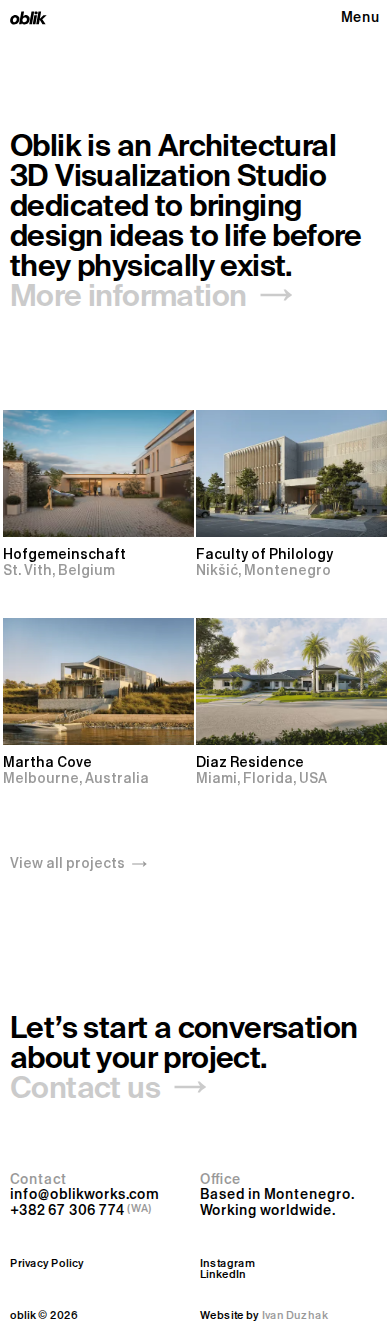 oblik
Menu
Oblik is an Architectural
3D Visualization Studio
dedicated to bringing
design ideas to life before
they physically exist.
More information →
Hofgemeinschaft
St. Vith, Belgium
Faculty of Philology
Nikšić, Montenegro
Martha Cove
Melbourne, Australia
Diaz Residence
Miami, Florida, USA
View all projects →
Let’s start a conversation
about your project.
Contact us →
Contact
info@oblikworks.com
+382 67 306 774 (WA)
Office
Based in Montenegro.
Working worldwide.
Privacy Policy
Instagram
LinkedIn
oblik © 2026
Website by Ivan Duzhak